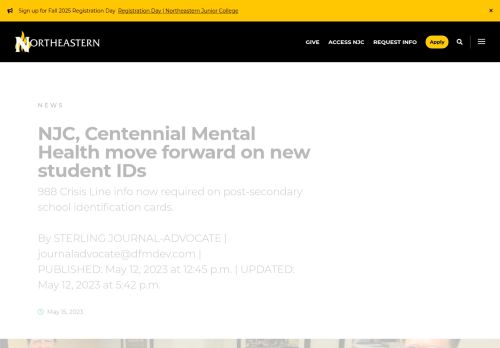 Sign up for Fall 2025 Registration Day Registration Day | Northeastern Junior College ×
NORTHEASTERN GIVE ACCESS NJC REQUEST INFO Apply
NEWS
NJC, Centennial Mental
Health move forward on new
student IDs
988 Crisis Line info now required on post-secondary
school identification cards.
By STERLING JOURNAL-ADVOCATE |
journaladvocate@dfmdev.com |
PUBLISHED: May 12, 2023 at 12:45 p.m. | UPDATED:
May 12, 2023 at 5:42 p.m.
May 15, 2023